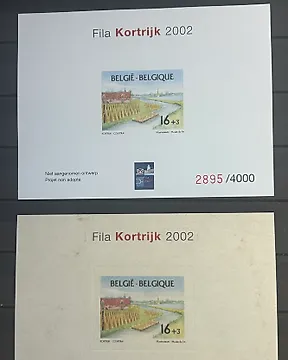 Fila Kortrijk 2002
BELGIË-BELGIQUE
16+3
Niet aangenomen ontwerp
Projet non adopté
2895/4000
Fila Kortrijk 2002
BELGIË-BELGIQUE
16+3